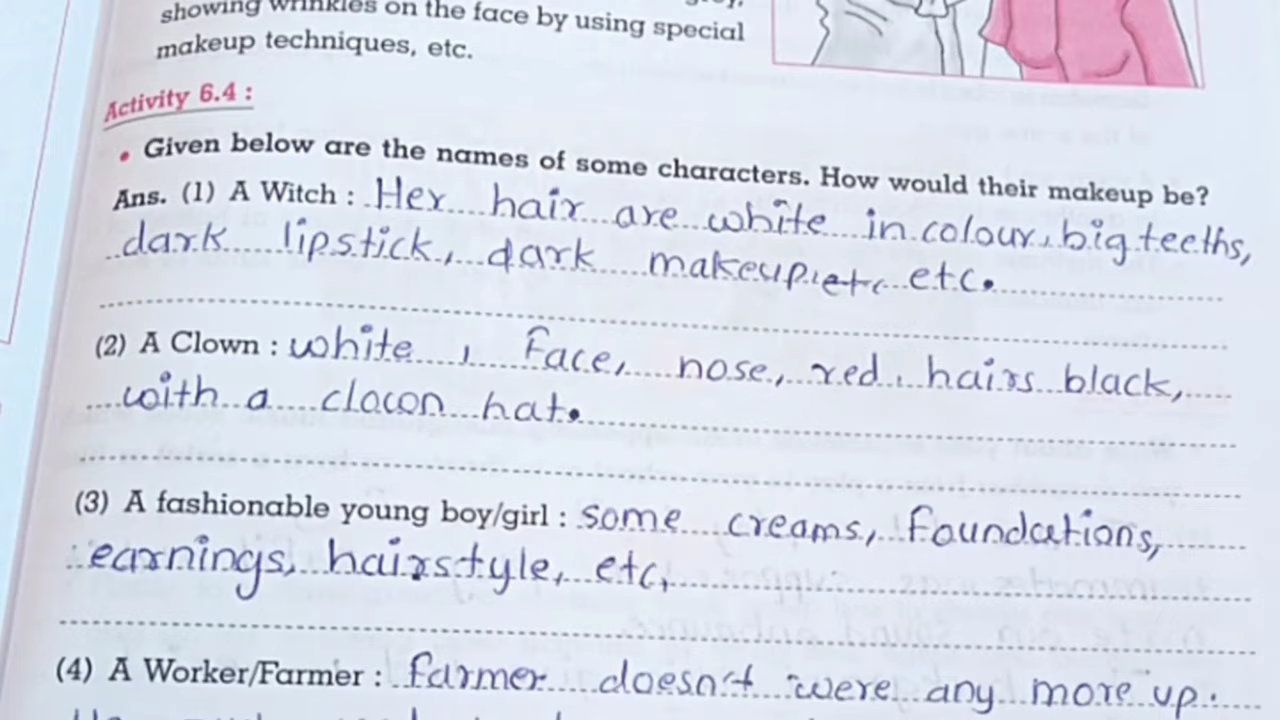 showing wrinkles on the face by using special
makeup techniques, etc.
Activity 6.4 :
• Given below are the names of some characters. How would their makeup be?
Ans. (1) A Witch : Her hair are white in colour, big teeths,
dark lipstick, dark makeup, etc etc.
(2) A Clown : white , face, nose, red, hairs black,
with a clown hat.
(3) A fashionable young boy/girl : some creams, foundations,
earnings, hairstyle, etc,
(4) A Worker/Farmer : farmer doesn't were any more up.